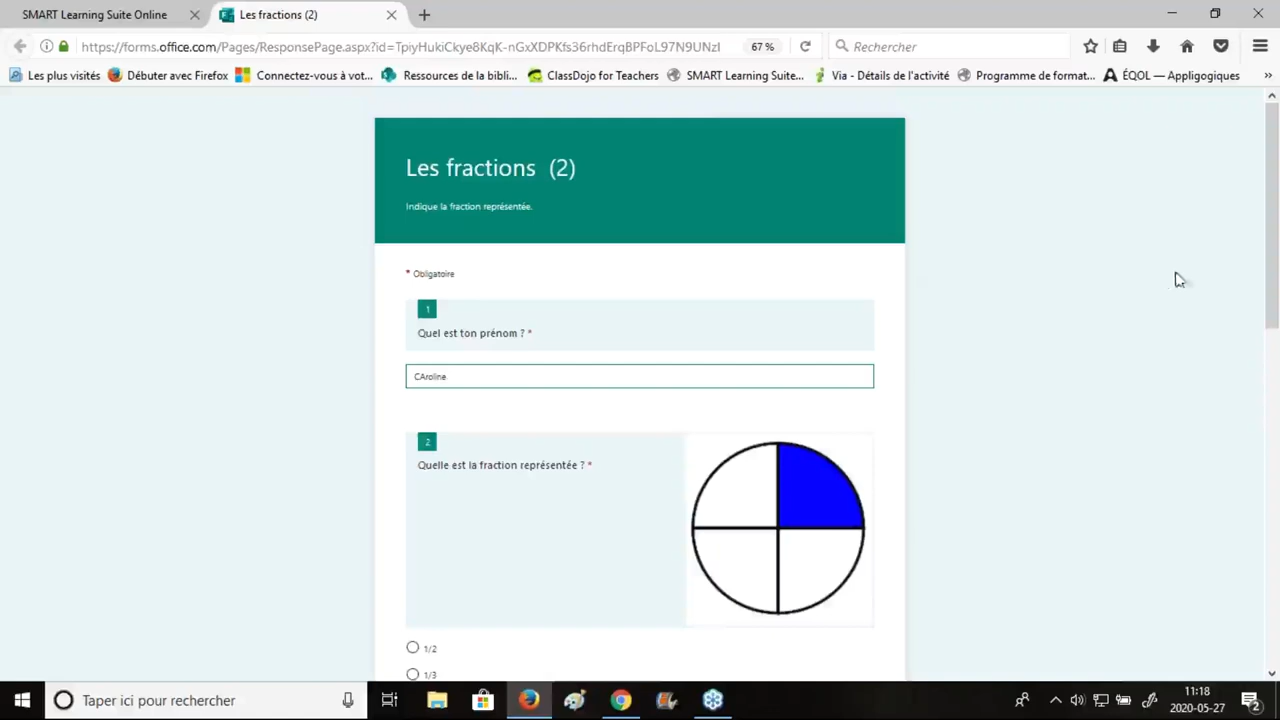 SMART Learning Suite Online
Les fractions (2)
https://forms.office.com/Pages/ResponsePage.aspx?id=TpiyHukiCkye8KqK-nGxXDPKfs36rhdErqBPFoL97N9UNzI
67 %
Rechercher
Les plus visités
Débuter avec Firefox
Connectez-vous à vot...
Ressources de la bibli...
ClassDojo for Teachers
SMART Learning Suite...
Via - Détails de l'activité
Programme de format...
ÉQOL — Appligogiques
Les fractions (2)
Indique la fraction représentée.
* Obligatoire
1
Quel est ton prénom ? *
CAroline
2
Quelle est la fraction représentée ? *
1/2
1/3
Taper ici pour rechercher
11:18
2020-05-27
2